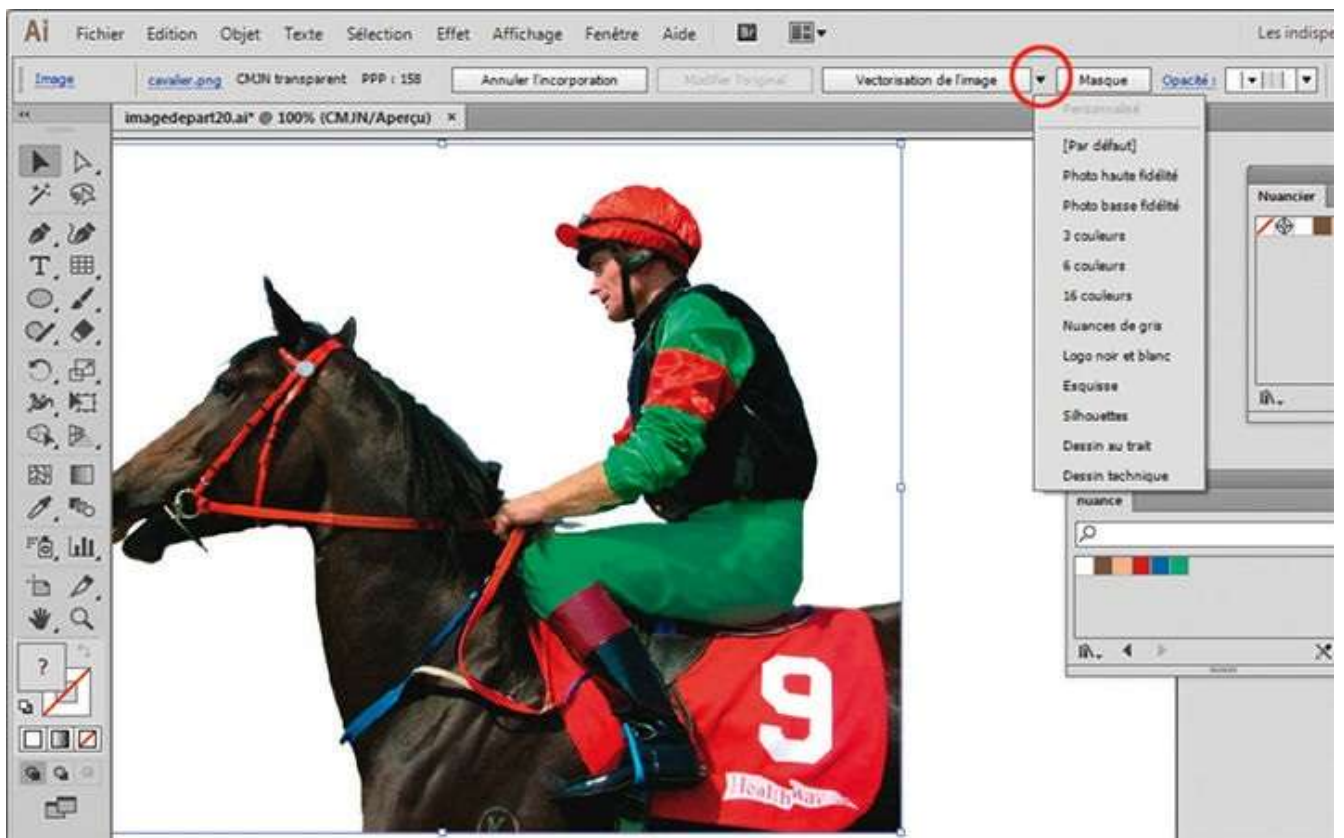 Ai Fichier Edition Objet Texte Sélection Effet Affichage Fenêtre Aide Br Les indispe
Image cavalier.png CMJN transparent PPP : 158 Annuler l'incorporation Modifier l'original Vectorisation de l'image Masque Opacité :
imagedepart20.ai* @ 100% (CMJN/Aperçu) ×
Personnalisé
[Par défaut]
Photo haute fidélité
Photo basse fidélité
3 couleurs
6 couleurs
16 couleurs
Nuances de gris
Logo noir et blanc
Esquisse
Silhouettes
Dessin au trait
Dessin technique
Nuancier
nuance
T
?
9